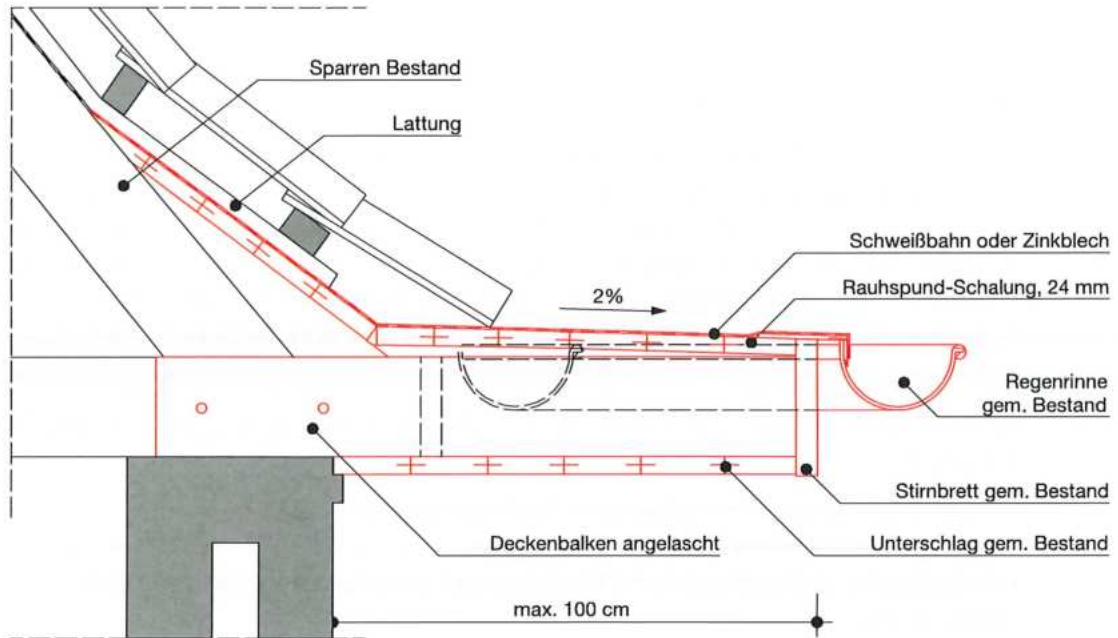 Sparren Bestand
Lattung
Schweißbahn oder Zinkblech
2%
Rauhspund-Schalung, 24 mm
Regenrinne
gem. Bestand
Stirnbrett gem. Bestand
Deckenbalken angelascht
Unterschlag gem. Bestand
max. 100 cm